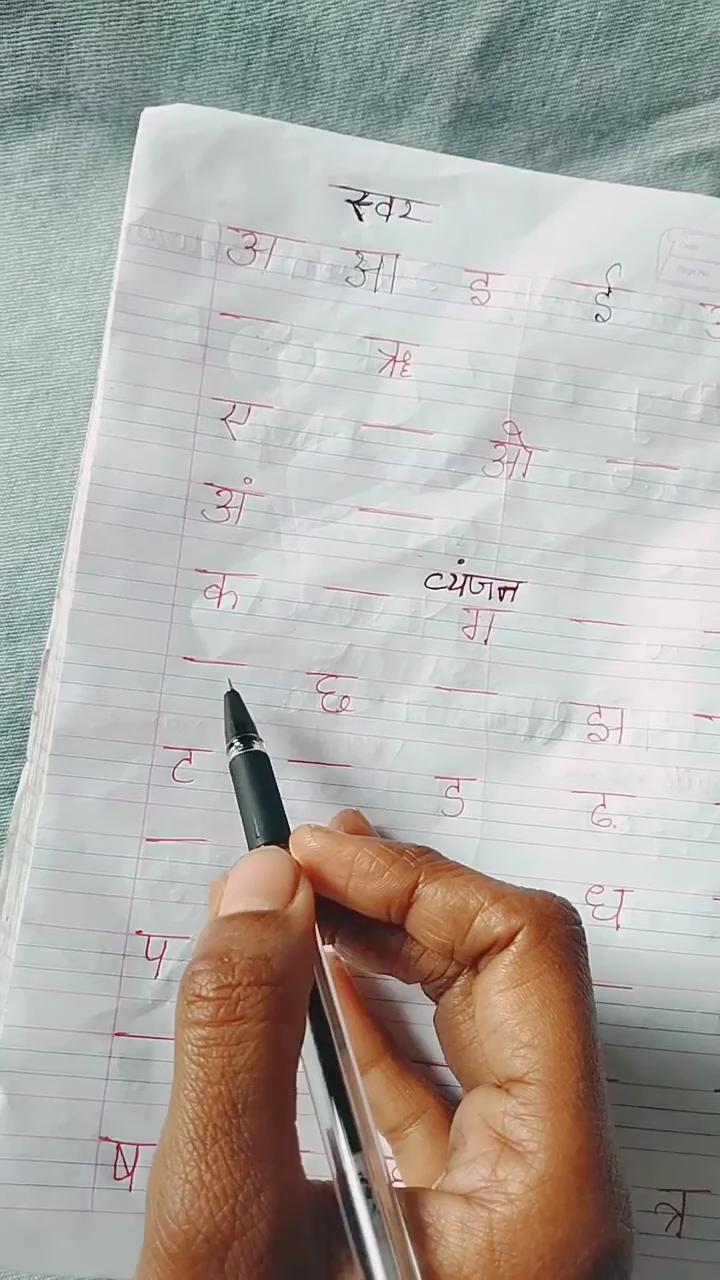 स्वर
अ आ इ ई
ऋ
ए ओ
अं
व्यंजन
क ग
छ झ
ट ड ढ
ध
प
ष त्र